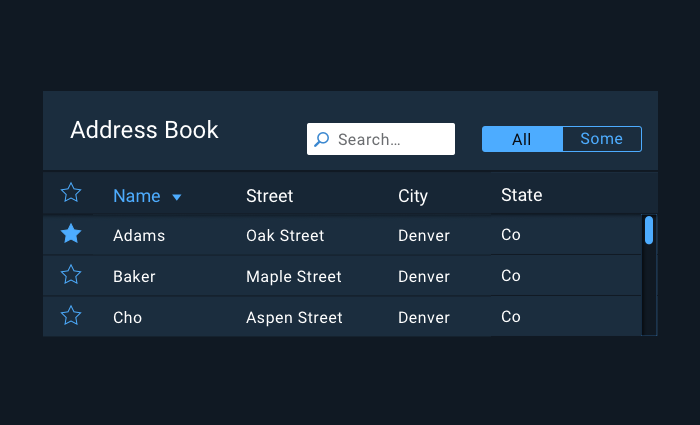 Address Book
Search...
All Some
Name Street City State
Adams Oak Street Denver Co
Baker Maple Street Denver Co
Cho Aspen Street Denver Co